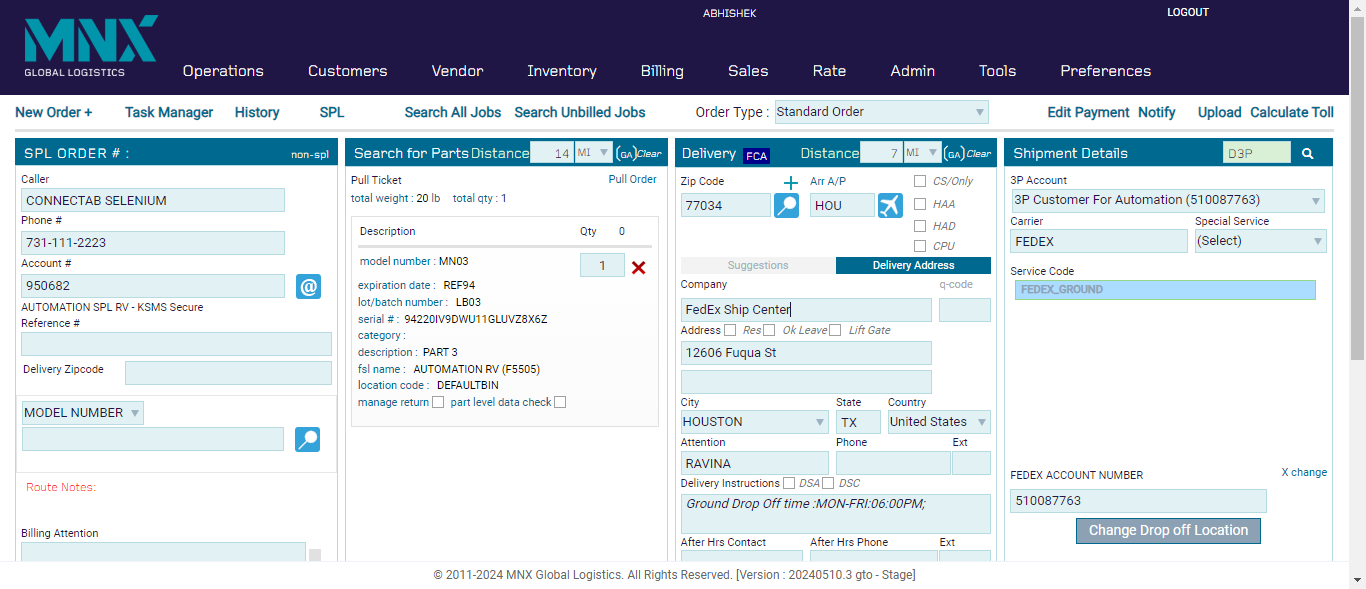 ABHISHEK
LOGOUT
MNX
GLOBAL LOGISTICS
Operations Customers Vendor Inventory Billing Sales Rate Admin Tools Preferences
New Order + Task Manager History SPL Search All Jobs Search Unbilled Jobs Order Type : Standard Order Edit Payment Notify Upload Calculate Toll
SPL ORDER # : non-spl
Caller
CONNECTAB SELENIUM
Phone #
731-111-2223
Account #
950682 @
AUTOMATION SPL RV - KSMS Secure
Reference #
Delivery Zipcode
MODEL NUMBER
Route Notes:
Billing Attention
Search for Parts Distance 14 MI (GA) Clear
Pull Ticket Pull Order
total weight : 20 lb total qty : 1
Description Qty 0
model number : MN03 1
expiration date : REF94
lot/batch number : LB03
serial # : 94220IV9DWU11GLUVZ8X6Z
category :
description : PART 3
fsl name : AUTOMATION RV (F5505)
location code : DEFAULTBIN
manage return part level data check
Delivery FCA Distance 7 MI (GA) Clear
Zip Code + Arr A/P CS/Only
77034 HOU HAA
HAD
CPU
Suggestions Delivery Address
Company q-code
FedEx Ship Center
Address Res Ok Leave Lift Gate
12606 Fuqua St
City State Country
HOUSTON TX United States
Attention Phone Ext
RAVINA
Delivery Instructions DSA DSC
Ground Drop Off time :MON-FRI:06:00PM;
After Hrs Contact After Hrs Phone Ext
Shipment Details D3P
3P Account
3P Customer For Automation (510087763)
Carrier Special Service
FEDEX (Select)
Service Code
FEDEX_GROUND
FEDEX ACCOUNT NUMBER X change
510087763
Change Drop off Location
© 2011-2024 MNX Global Logistics. All Rights Reserved. [Version : 20240510.3 gto - Stage]